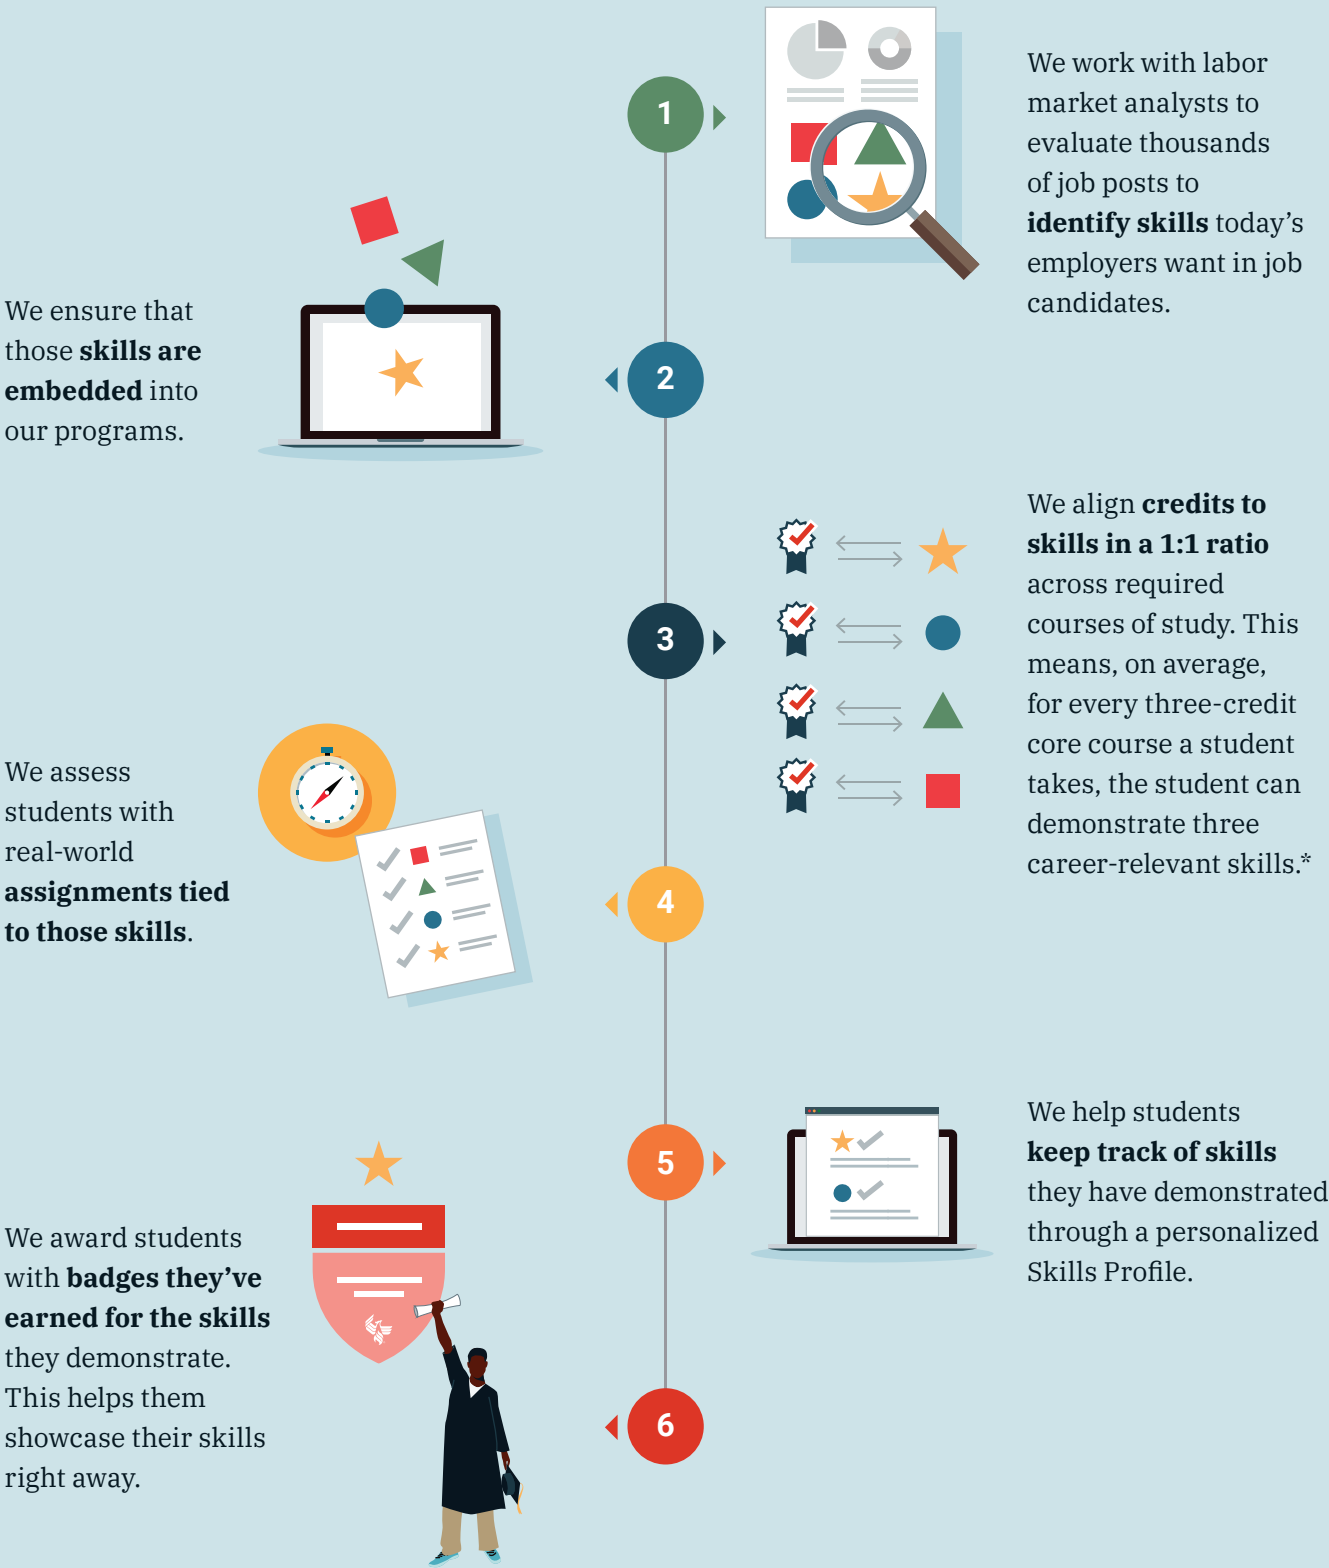 1
We work with labor
market analysts to
evaluate thousands
of job posts to
identify skills today’s
employers want in job
candidates.
2
We ensure that
those skills are
embedded into
our programs.
3
We align credits to
skills in a 1:1 ratio
across required
courses of study. This
means, on average,
for every three-credit
core course a student
takes, the student can
demonstrate three
career-relevant skills.*
4
We assess
students with
real-world
assignments tied
to those skills.
5
We help students
keep track of skills
they have demonstrated
through a personalized
Skills Profile.
6
We award students
with badges they’ve
earned for the skills
they demonstrate.
This helps them
showcase their skills
right away.